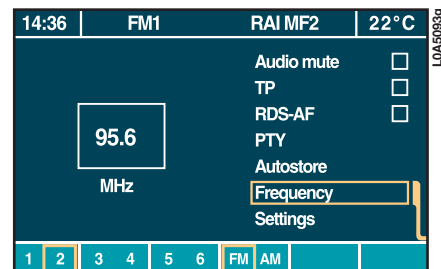 14:36 FM1 RAI MF2 22°C
Audio mute
TP
RDS-AF
95.6
PTY
Autostore
MHz
Frequency
Settings
1 2 3 4 5 6 FM AM
L0A5093g